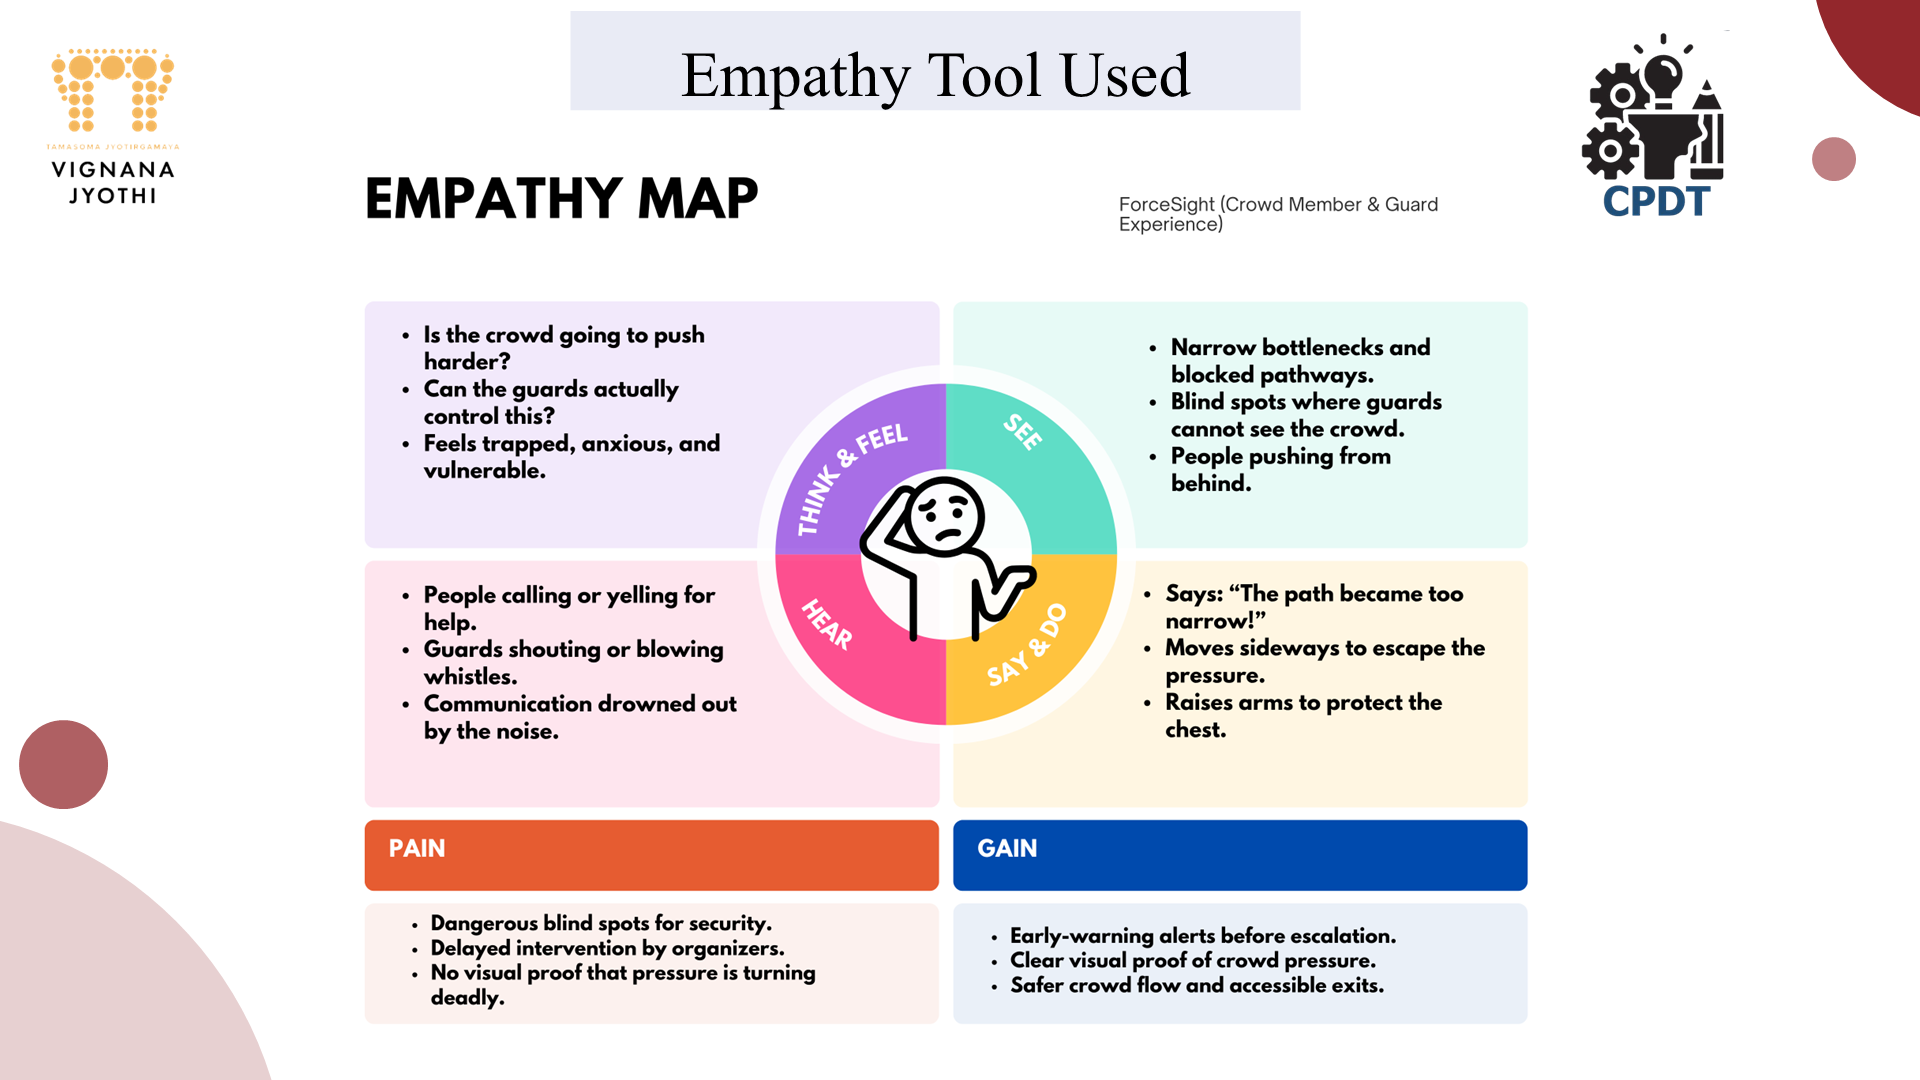 Empathy Tool Used
TAMASOMA JYOTIRGAMAYA
VIGNANA
JYOTHI
CPDT
EMPATHY MAP
ForceSight (Crowd Member & Guard
Experience)
• Is the crowd going to push
harder?
• Can the guards actually
control this?
• Feels trapped, anxious, and
vulnerable.
THINK & FEEL
SEE
• Narrow bottlenecks and
blocked pathways.
• Blind spots where guards
cannot see the crowd.
• People pushing from
behind.
• People calling or yelling for
help.
• Guards shouting or blowing
whistles.
• Communication drowned out
by the noise.
HEAR
SAY & DO
• Says: “The path became too
narrow!”
• Moves sideways to escape the
pressure.
• Raises arms to protect the
chest.
PAIN
• Dangerous blind spots for security.
• Delayed intervention by organizers.
• No visual proof that pressure is turning
deadly.
GAIN
• Early-warning alerts before escalation.
• Clear visual proof of crowd pressure.
• Safer crowd flow and accessible exits.